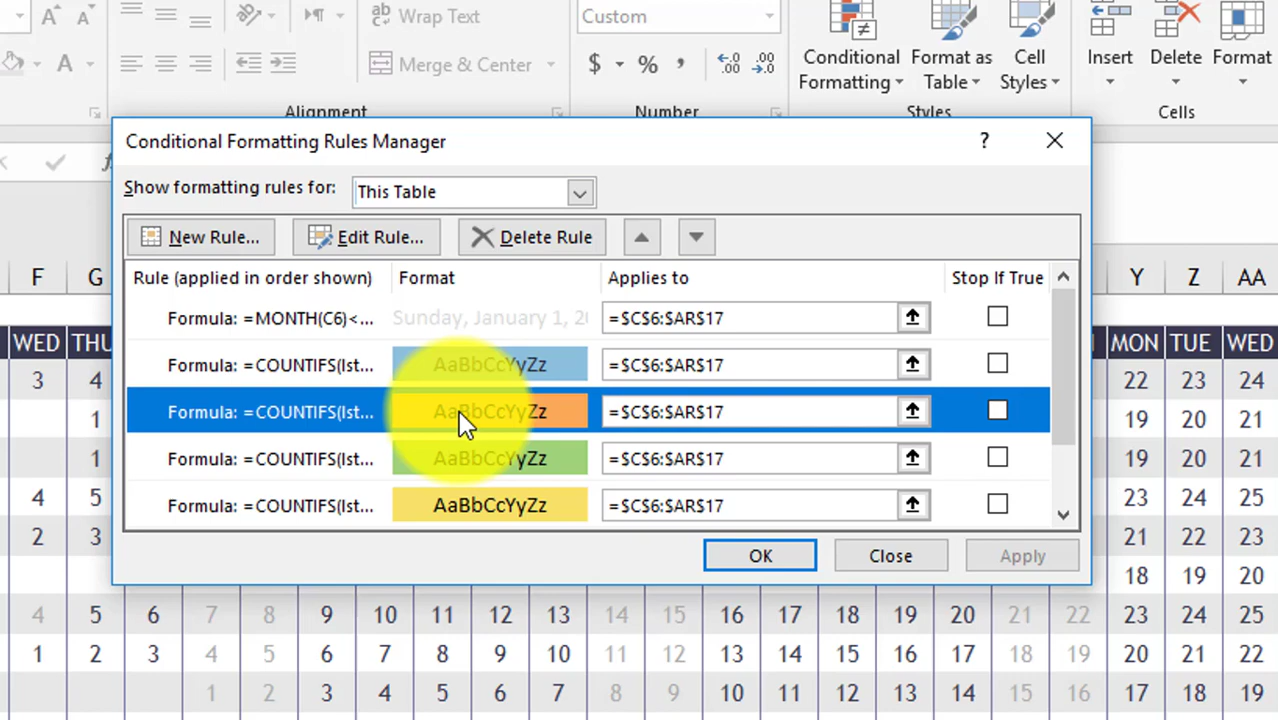 ab Wrap Text
Custom
Merge & Center
$ % ,
←.0 .00
.00 →.0
Conditional Formatting
Format as Table
Cell Styles
Insert
Delete
Format
Alignment
Number
Styles
Cells
Conditional Formatting Rules Manager
?
Show formatting rules for:
This Table
New Rule...
Edit Rule...
Delete Rule
Rule (applied in order shown) Format Applies to Stop If True
Formula: =MONTH(C6)<... Sunday, January 1, 20 =$C$6:$AR$17
Formula: =COUNTIFS(lst... AaBbCcYyZz =$C$6:$AR$17
Formula: =COUNTIFS(lst... AaBbCcYyZz =$C$6:$AR$17
Formula: =COUNTIFS(lst... AaBbCcYyZz =$C$6:$AR$17
Formula: =COUNTIFS(lst... AaBbCcYyZz =$C$6:$AR$17
OK
Close
Apply
F G Y Z AA
WED THU MON TUE WED
3 4 22 23 24
1 19 20 21
1 19 20 21
4 5 23 24 25
2 3 21 22 23
18 19 20
4 5 6 7 8 9 10 11 12 13 14 15 16 17 18 19 20 21 22 23 24 25
1 2 3 4 5 6 7 8 9 10 11 12 13 14 15 16 17 18 19 20 21 22
1 2 3 4 5 6 7 8 9 10 11 12 13 14 15 16 17 18 19